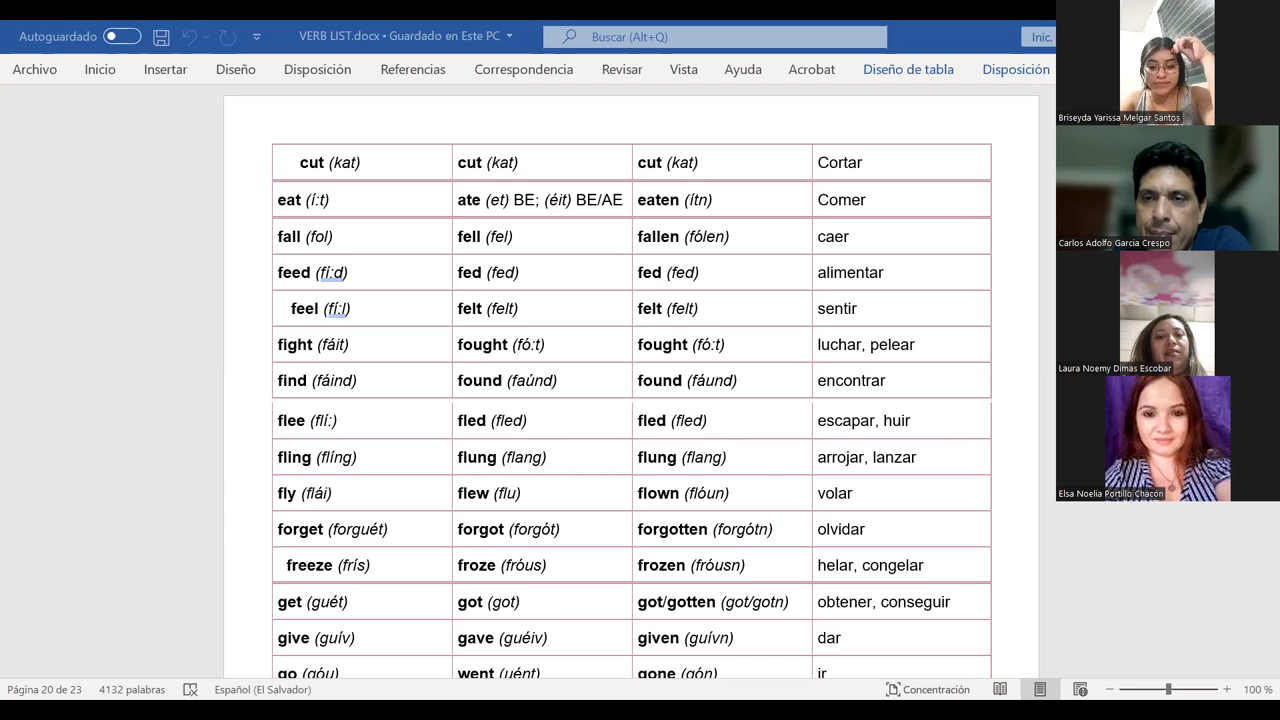 Autoguardado
VERB LIST.docx • Guardado en Este PC
Buscar (Alt+Q)
Inic.
Archivo Inicio Insertar Diseño Disposición Referencias Correspondencia Revisar Vista Ayuda Acrobat Diseño de tabla Disposición
cut (kat) cut (kat) cut (kat) Cortar
eat (í:t) ate (et) BE; (éit) BE/AE eaten (ítn) Comer
fall (fol) fell (fel) fallen (fólen) caer
feed (fí:d) fed (fed) fed (fed) alimentar
feel (fí:l) felt (felt) felt (felt) sentir
fight (fáit) fought (fó:t) fought (fó:t) luchar, pelear
find (fáind) found (faúnd) found (fáund) encontrar
flee (flí:) fled (fled) fled (fled) escapar, huir
fling (flíng) flung (flang) flung (flang) arrojar, lanzar
fly (flái) flew (flu) flown (flóun) volar
forget (forguét) forgot (forgót) forgotten (forgótn) olvidar
freeze (frís) froze (fróus) frozen (fróusn) helar, congelar
get (guét) got (got) got/gotten (got/gotn) obtener, conseguir
give (guív) gave (guéiv) given (guívn) dar
go (góu) went (uént) gone (gón) ir
Página 20 de 23 4132 palabras Español (El Salvador) Concentración 100 %
Briseyda Yarissa Melgar Santos
Carlos Adolfo Garcia Crespo
Laura Noemy Dimas Escobar
Elsa Noelia Portillo Chacón